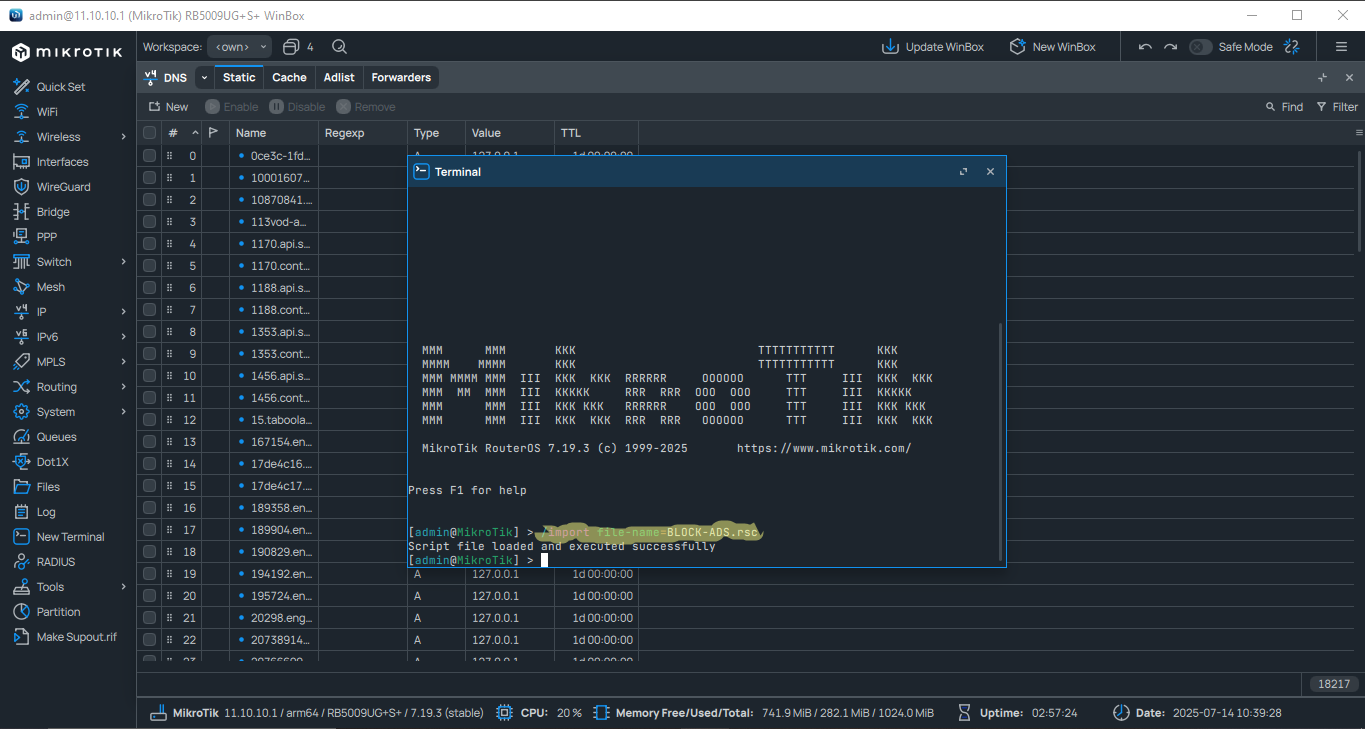 admin@11.10.10.1 (MikroTik) RB5009UG+S+ WinBox
MIKROTIK
Workspace: <own> 4
Update WinBox New WinBox Safe Mode
Quick Set
WiFi
Wireless
Interfaces
WireGuard
Bridge
PPP
Switch
Mesh
IP
IPv6
MPLS
Routing
System
Queues
Dot1X
Files
Log
New Terminal
RADIUS
Tools
Partition
Make Supout.rif
DNS Static Cache Adlist Forwarders
New Enable Disable Remove Find Filter
# Name Regexp Type Value TTL
0 0ce3c-1fd... A 127.0.0.1 1d 00:00:00
1 10001607...
2 10870841....
3 113vod-a...
4 1170.api.s...
5 1170.cont...
6 1188.api.s...
7 1188.cont...
8 1353.api.s...
9 1353.cont...
10 1456.api.s...
11 1456.cont...
12 15.taboola...
13 167154.en...
14 17de4c16....
15 17de4c17....
16 189358.en...
17 189904.en...
18 190829.en...
19 194192.en... A 127.0.0.1 1d 00:00:00
20 195724.en... A 127.0.0.1 1d 00:00:00
21 20298.eng... A 127.0.0.1 1d 00:00:00
22 20738914... A 127.0.0.1 1d 00:00:00
Terminal
MMM MMM KKK TTTTTTTTTTT KKK
MMMM MMMM KKK TTTTTTTTTTT KKK
MMM MMMM MMM III KKK KKK RRRRRR OOOOOO TTT III KKK KKK
MMM MM MMM III KKKKK RRR RRR OOO OOO TTT III KKKKK
MMM MMM III KKK KKK RRRRRR OOO OOO TTT III KKK KKK
MMM MMM III KKK KKK RRR RRR OOOOOO TTT III KKK KKK
MikroTik RouterOS 7.19.3 (c) 1999-2025 https://www.mikrotik.com/
Press F1 for help
[admin@MikroTik] > /import file-name=BLOCK-ADS.rsc
Script file loaded and executed successfully
[admin@MikroTik] >
18217
MikroTik 11.10.10.1 / arm64 / RB5009UG+S+ / 7.19.3 (stable) CPU: 20 % Memory Free/Used/Total: 741.9 MiB / 282.1 MiB / 1024.0 MiB Uptime: 02:57:24 Date: 2025-07-14 10:39:28